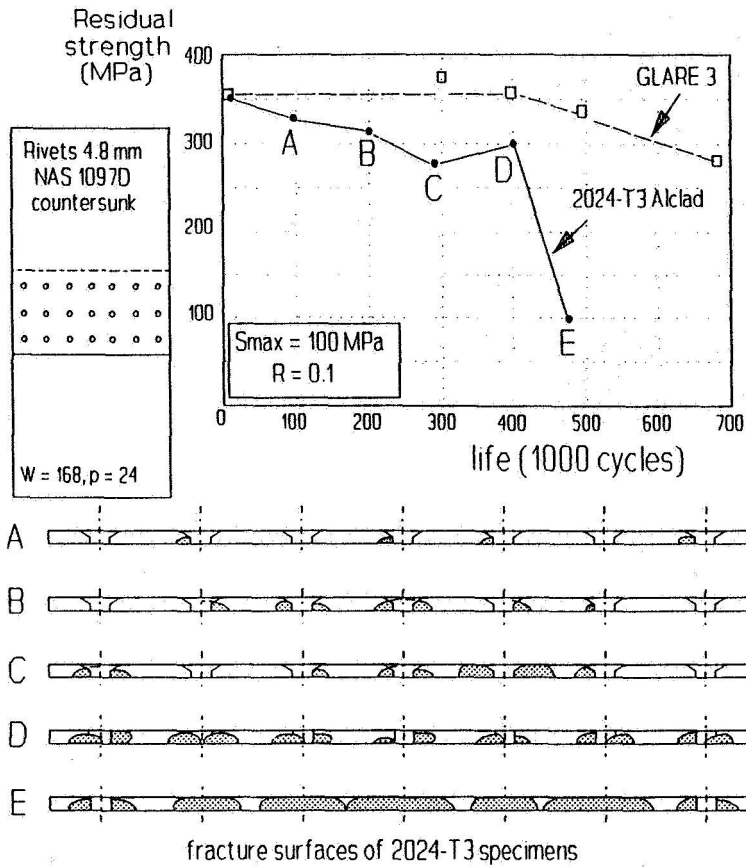 Residual
strength
(MPa)
400
300
200
100
GLARE 3
2024-T3 Alclad
A
B
C
D
E
Smax = 100 MPa
R = 0.1
100
200
300
400
500
600
700
life (1000 cycles)
Rivets 4.8 mm
NAS 1097D
countersunk
W = 168, p = 24
A
B
C
D
E
fracture surfaces of 2024-T3 specimens